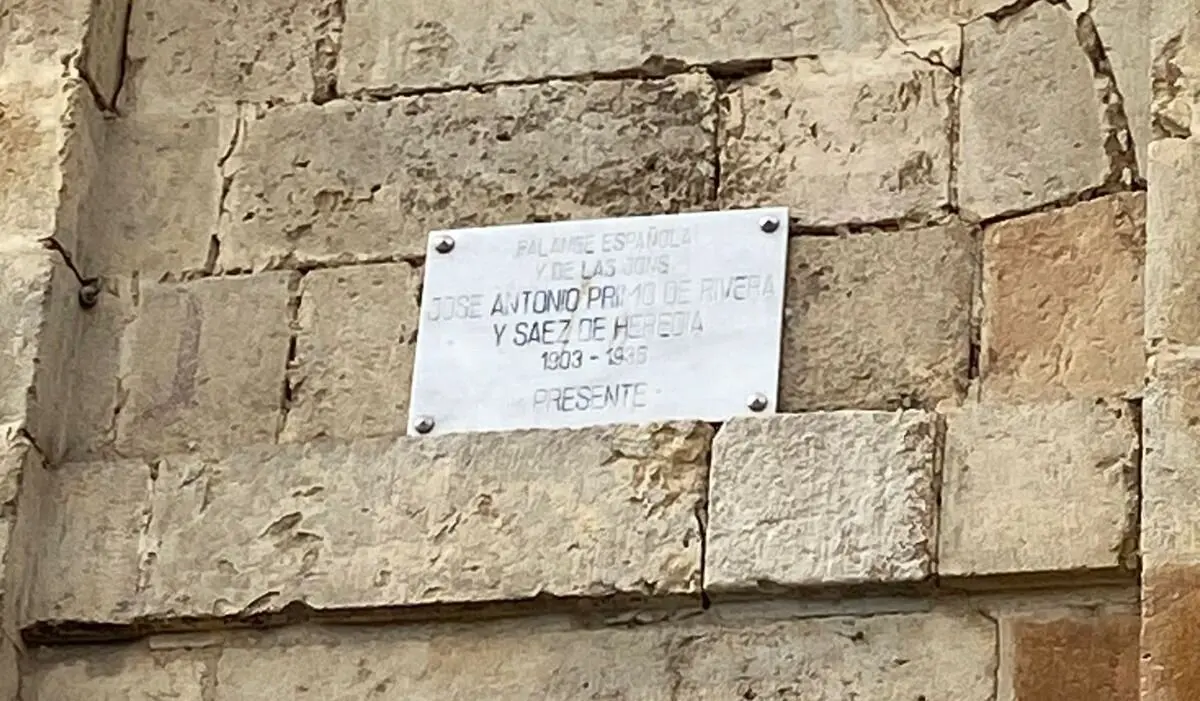 FALANGE ESPAÑOLA
Y DE LAS JONS
JOSE ANTONIO PRIMO DE RIVERA
Y SAEZ DE HEREDIA
1903 - 1936
PRESENTE